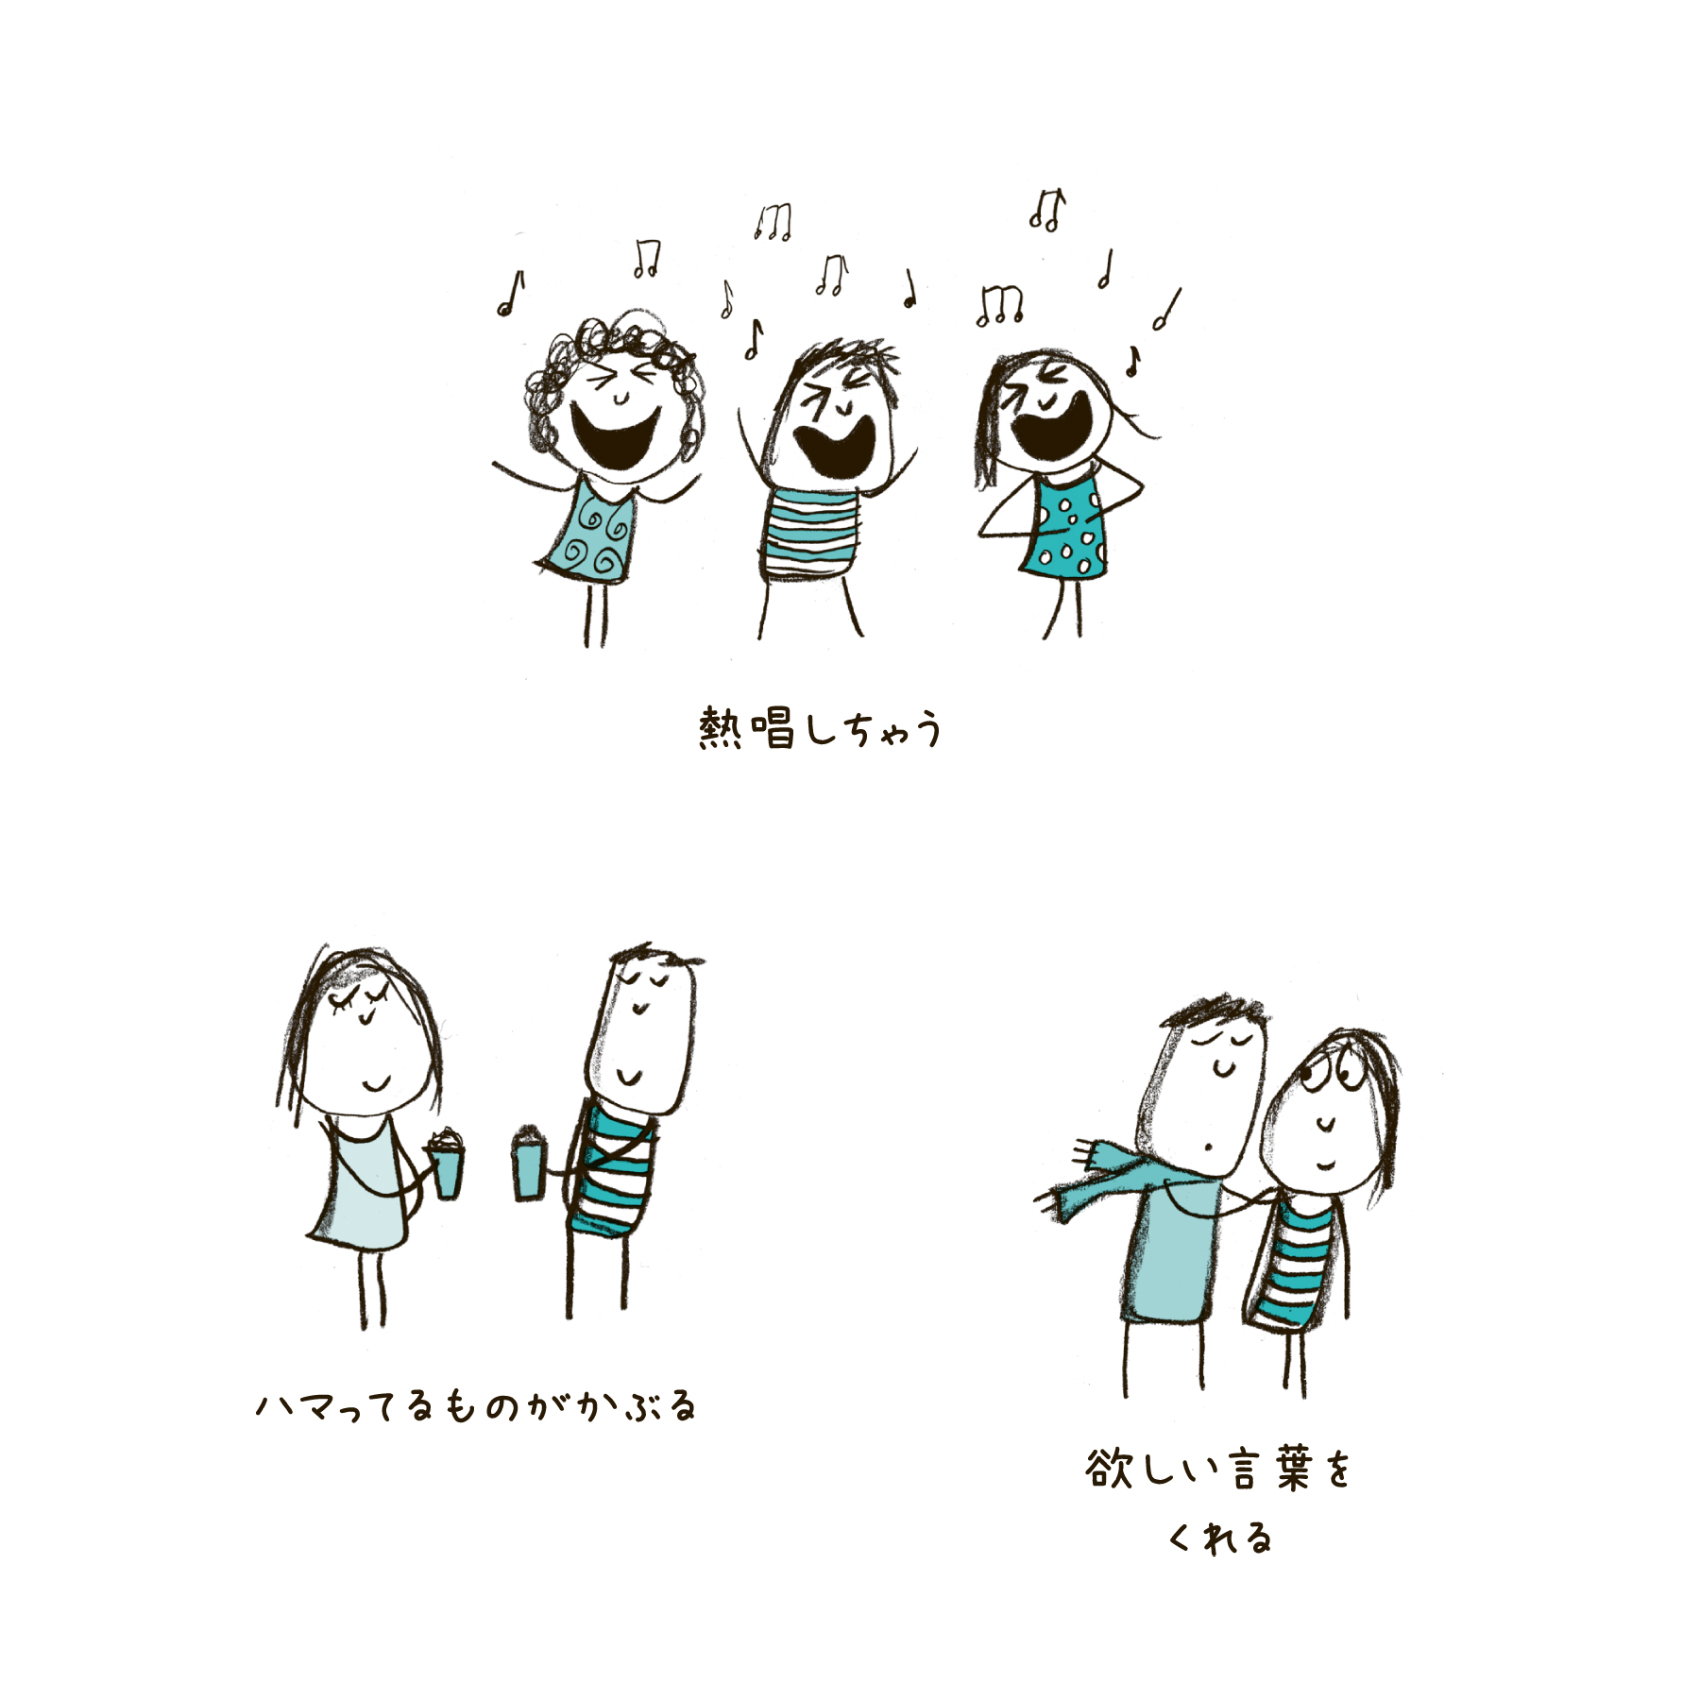 熱唱しちゃう
ハマってるものがかぶる
欲しい言葉を
くれる